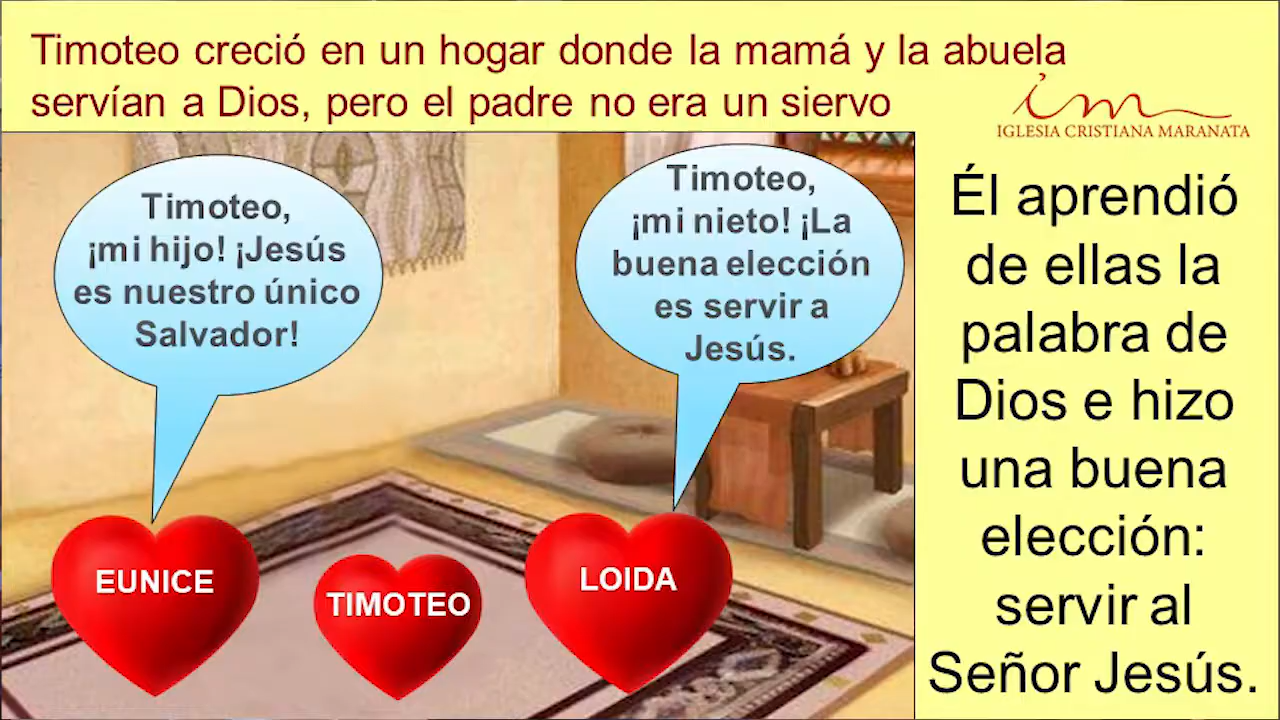 Timoteo creció en un hogar donde la mamá y la abuela
servían a Dios, pero el padre no era un siervo
im
IGLESIA CRISTIANA MARANATA
Timoteo,
¡mi hijo! ¡Jesús
es nuestro único
Salvador!
Timoteo,
¡mi nieto! ¡La
buena elección
es servir a
Jesús.
EUNICE
TIMOTEO
LOIDA
Él aprendió
de ellas la
palabra de
Dios e hizo
una buena
elección:
servir al
Señor Jesús.